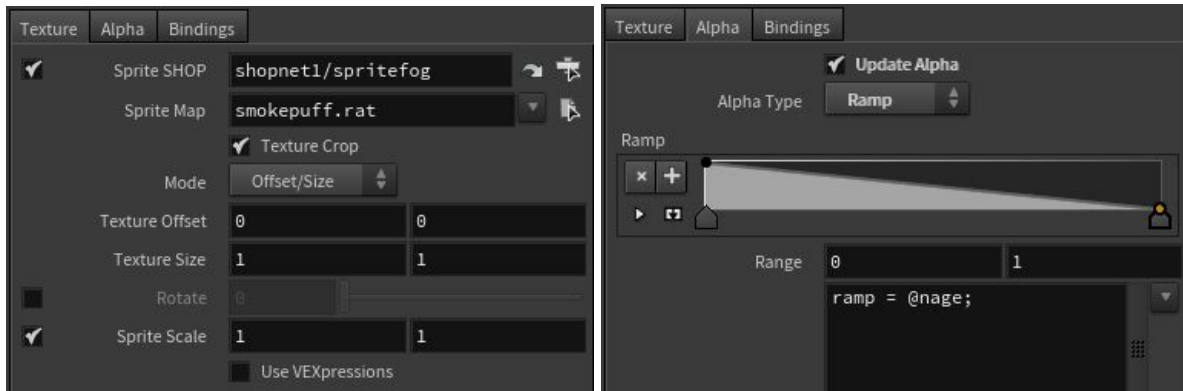 Texture Alpha Bindings
Sprite SHOP shopnet1/spritefog
Sprite Map smokepuff.rat
Texture Crop
Mode Offset/Size
Texture Offset 0 0
Texture Size 1 1
Rotate 0
Sprite Scale 1 1
Use VEXpressions
Texture Alpha Bindings
Update Alpha
Alpha Type Ramp
Ramp
Range 0 1
ramp = @nage;